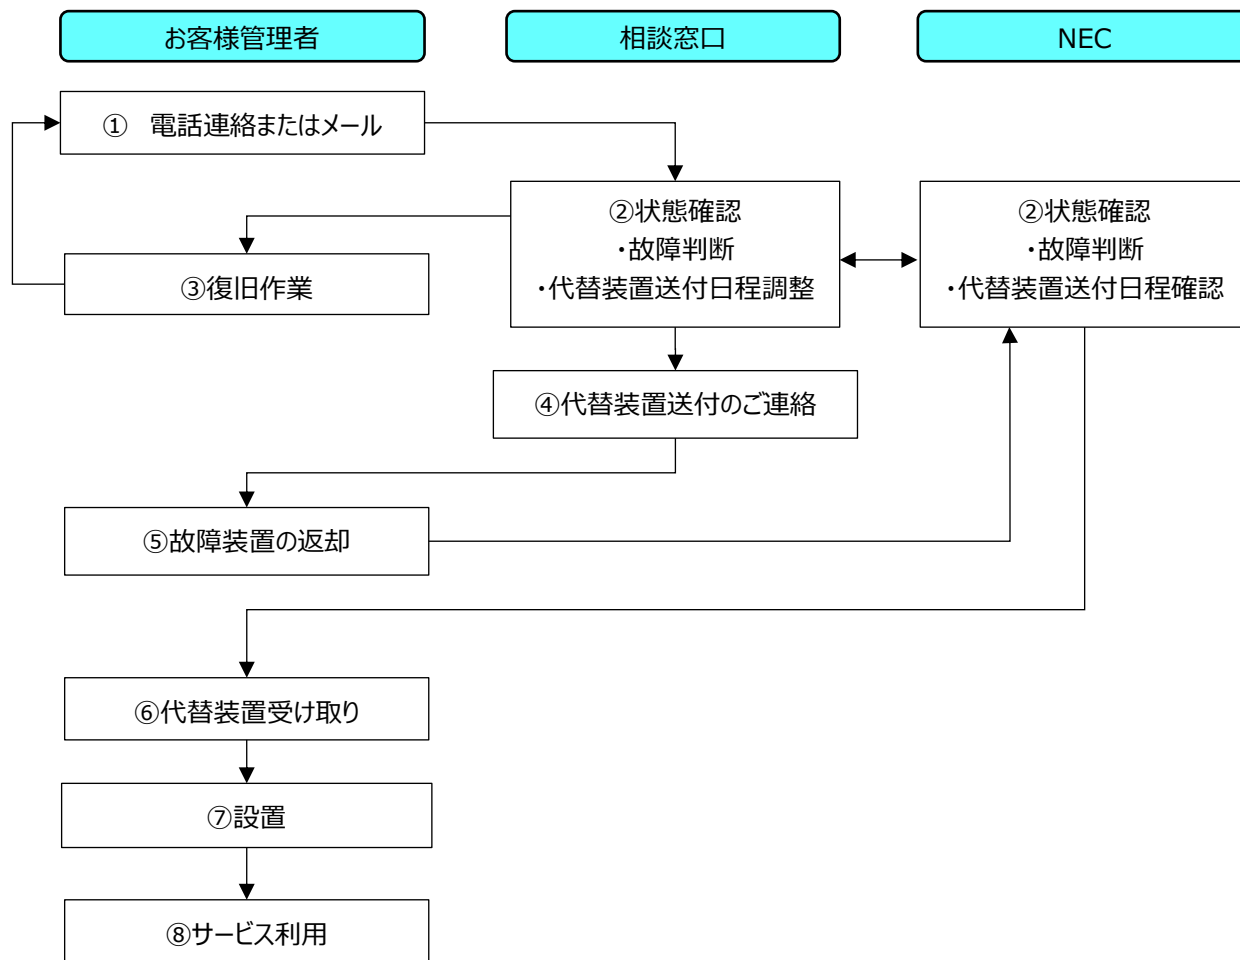 お客様管理者
相談窓口
NEC
① 電話連絡またはメール
②状態確認
・故障判断
・代替装置送付日程調整
②状態確認
・故障判断
・代替装置送付日程確認
③復旧作業
④代替装置送付のご連絡
⑤故障装置の返却
⑥代替装置受け取り
⑦設置
⑧サービス利用